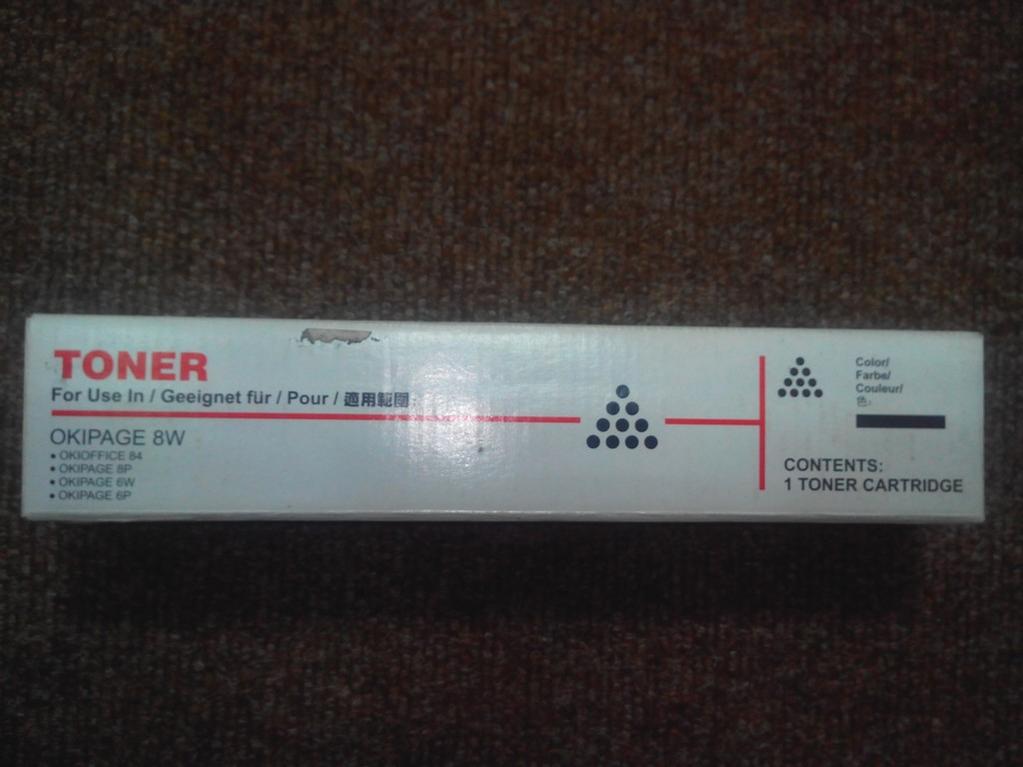 TONER
For Use In / Geeignet für / Pour / 適用範圍
OKIPAGE 8W
• OKIOFFICE 84
• OKIPAGE 8P
• OKIPAGE 6W
• OKIPAGE 6P
Color/
Farbe/
Couleur/
色:
CONTENTS:
1 TONER CARTRIDGE